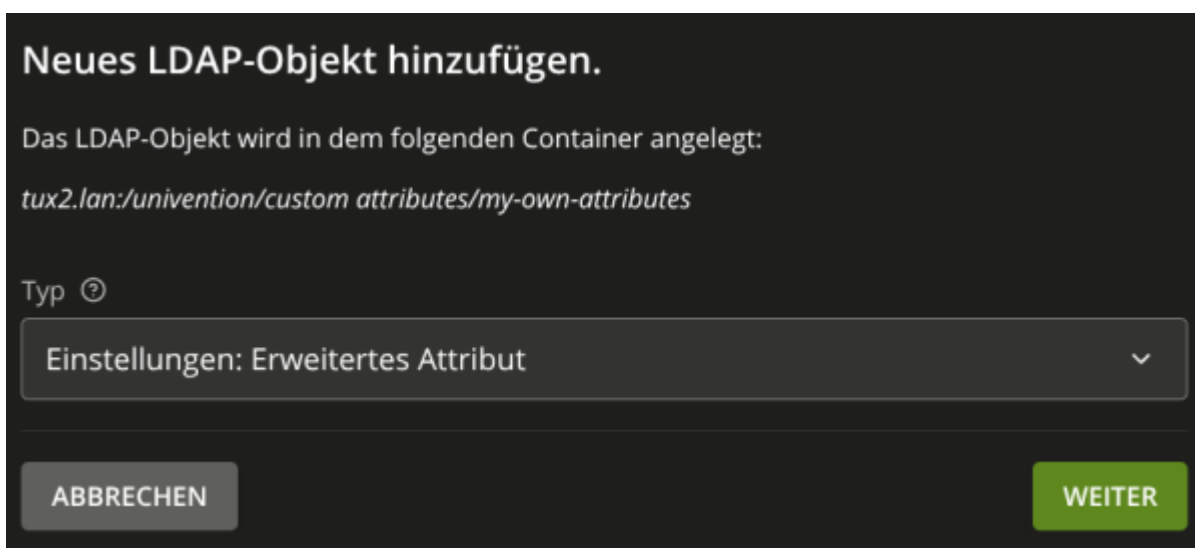 Neues LDAP-Objekt hinzufügen.
Das LDAP-Objekt wird in dem folgenden Container angelegt:
tux2.lan:/univention/custom attributes/my-own-attributes
Typ
Einstellungen: Erweitertes Attribut
ABBRECHEN
WEITER